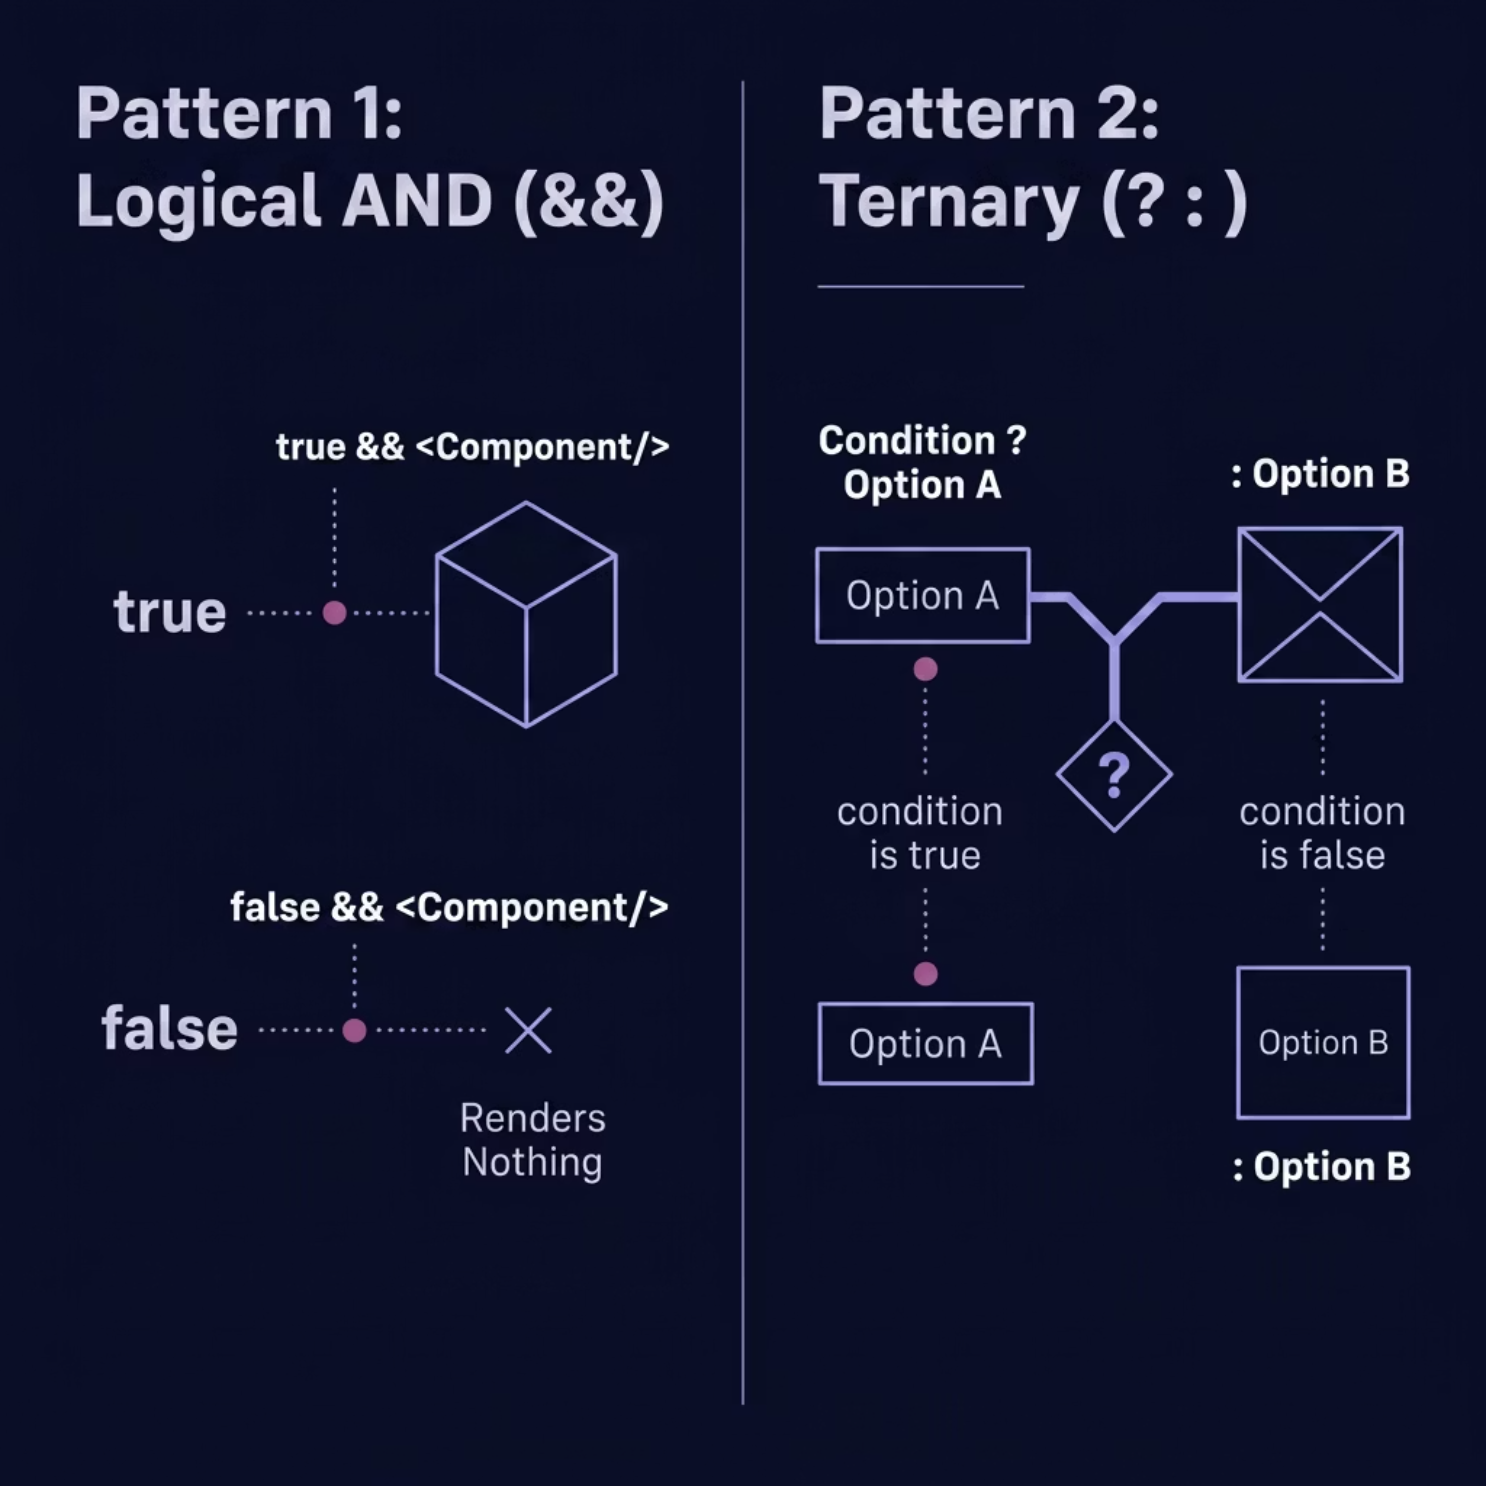 Pattern 1:
Logical AND (&&)
true && <Component/>
true
false && <Component/>
false
Renders
Nothing
Pattern 2:
Ternary (? : )
Condition ?
Option A
: Option B
Option A
?
condition
is true
condition
is false
Option A
Option B
: Option B